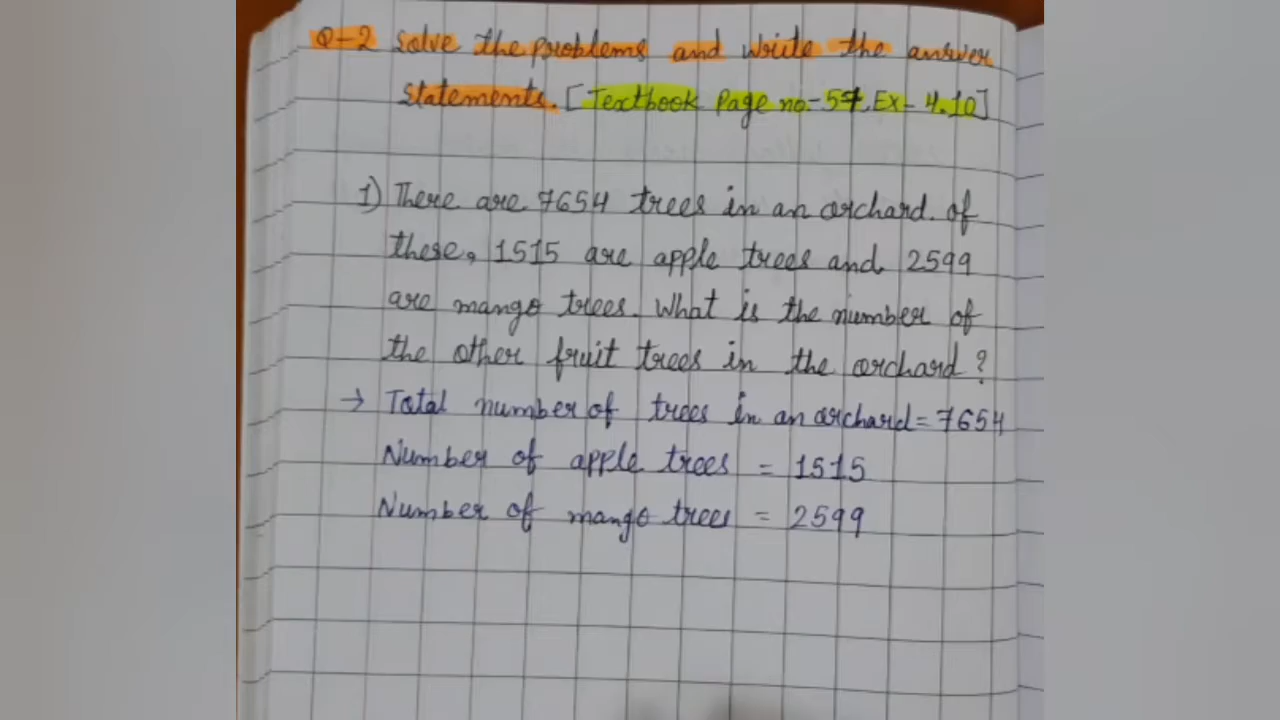 Q-2 Solve the problems and write the answer
statements. [Textbook Page no:-57, Ex- 4.10]
1) There are 7654 trees in an orchard. Of
these, 1515 are apple trees and 2599
are mango trees. What is the number of
the other fruit trees in the orchard?
→ Total number of trees in an orchard = 7654
Number of apple trees = 1515
Number of mango trees = 2599